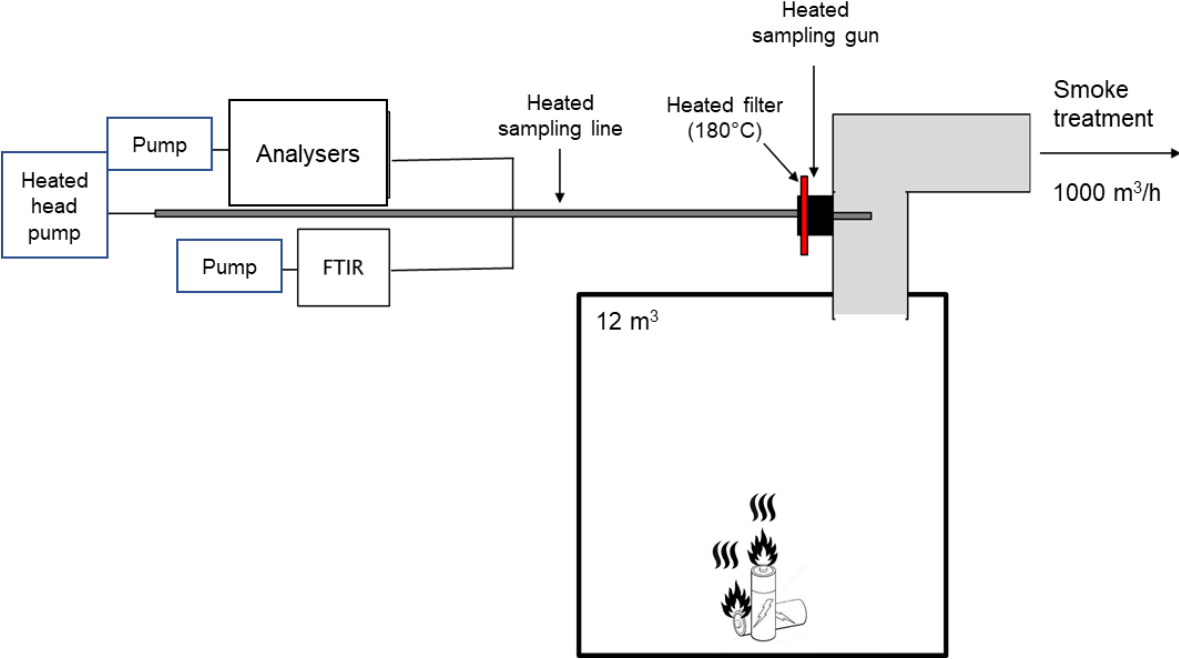 Heated
sampling gun
Smoke
treatment
1000 m³/h
Heated filter
(180°C)
Heated
sampling line
Pump
Analysers
Heated
head
pump
Pump
FTIR
12 m³